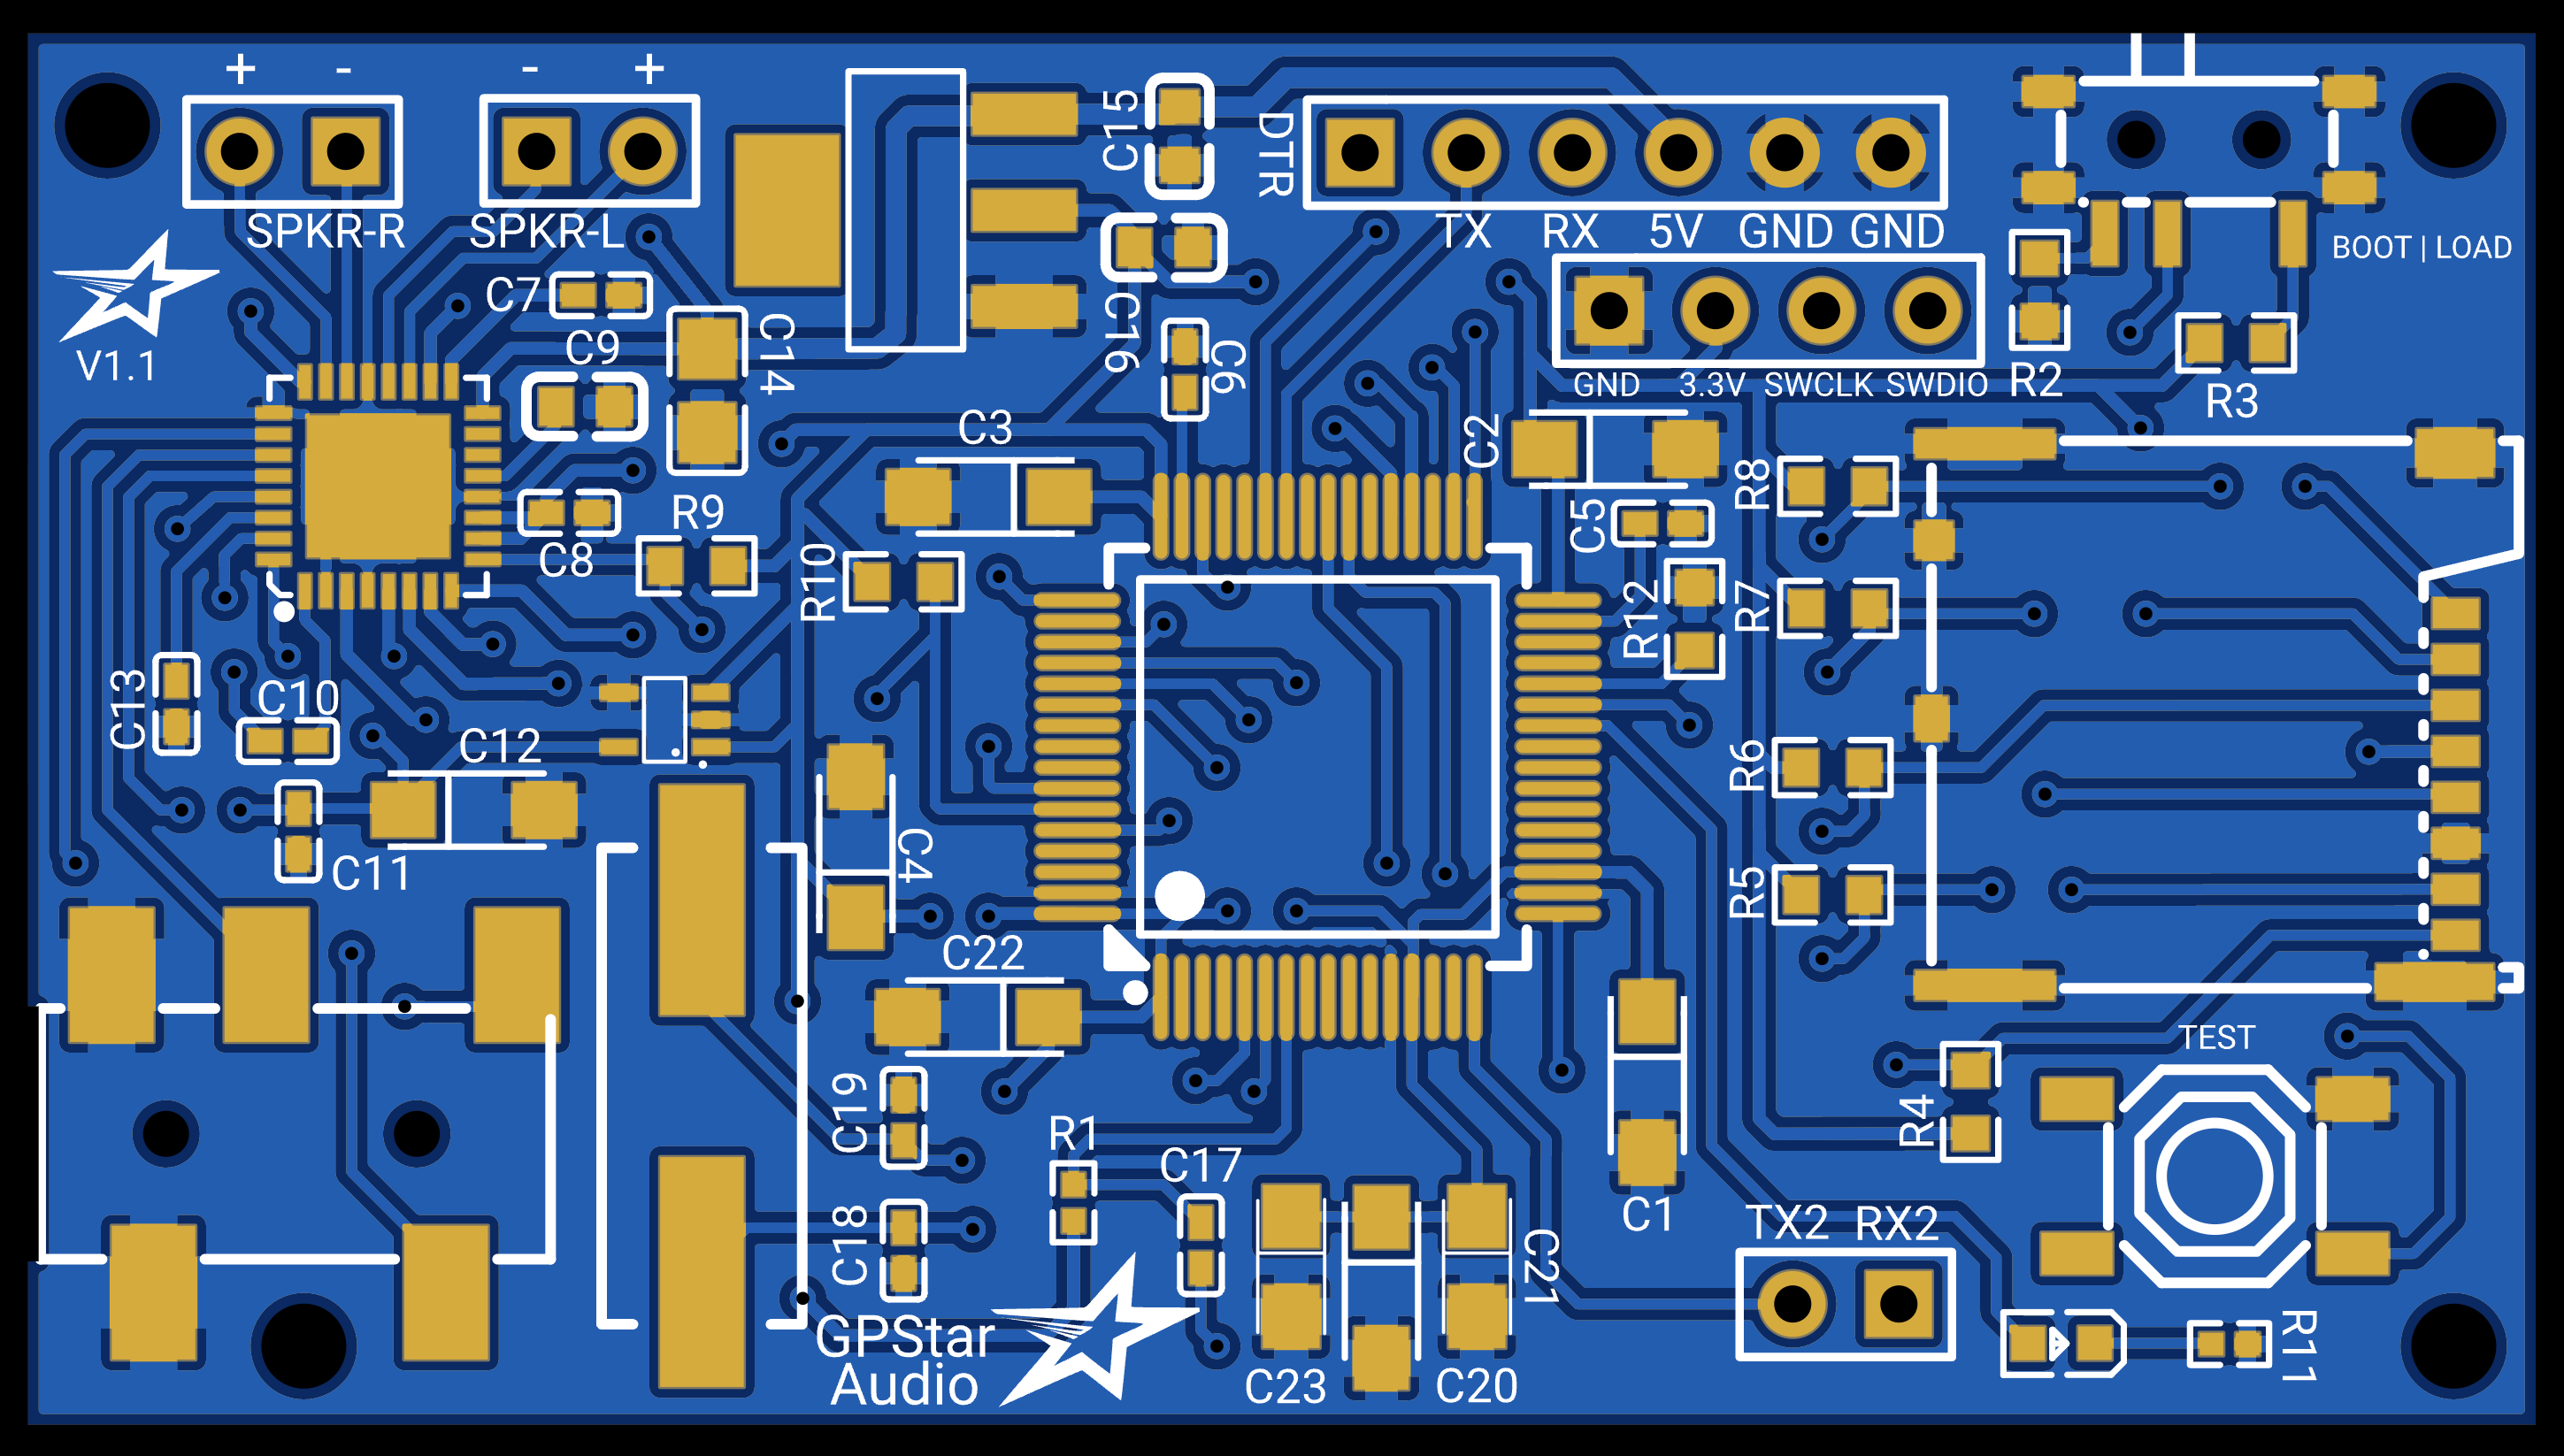 + -
- +
SPKR-R
SPKR-L
V1.1
C7
C9
C14
C15
C16
C6
DTR
TX RX 5V GND GND
GND 3.3V SWCLK SWDIO
BOOT | LOAD
R2
R3
C3
C2
C8
R9
R10
C5
R12
R8
R7
R6
R5
C13
C10
C12
C11
C4
C22
C19
C18
R1
C17
C1
C21
C23
C20
TEST
R4
TX2 RX2
R11
GPStar
Audio